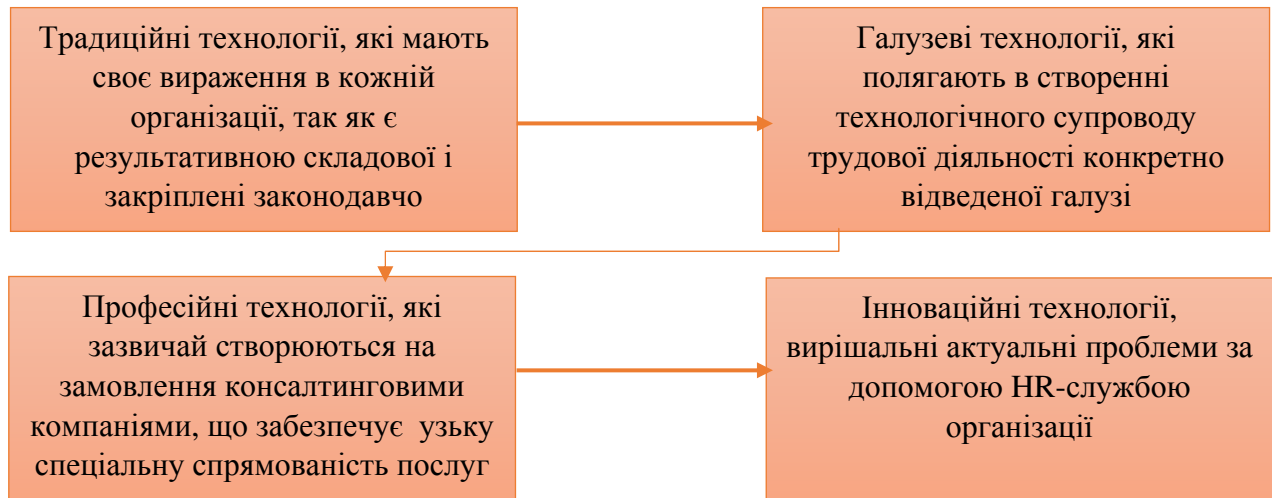 Традиційні технології, які мають
своє вираження в кожній
організації, так як є
результативною складової і
закріплені законодавчо
Галузеві технології, які
полягають в створенні
технологічного супроводу
трудової діяльності конкретно
відведеної галузі
Професійні технології, які
зазвичай створюються на
замовлення консалтинговими
компаніями, що забезпечує узьку
спеціальну спрямованість послуг
Інноваційні технології,
вирішальні актуальні проблеми за
допомогою HR-службою
організації